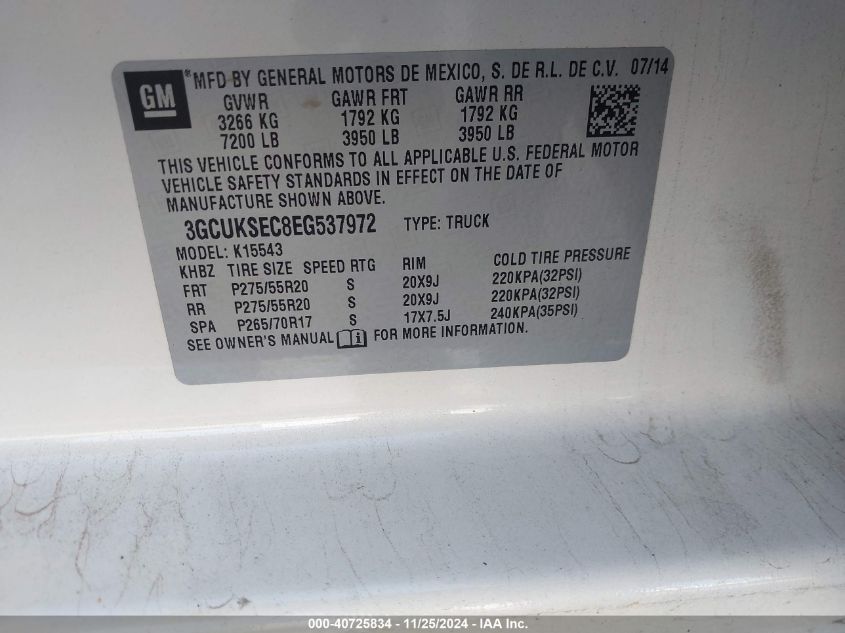 GM
*MFD BY GENERAL MOTORS DE MEXICO, S. DE R.L. DE C.V. 07/14
GVWR GAWR FRT GAWR RR
3266 KG 1792 KG 1792 KG
7200 LB 3950 LB 3950 LB
THIS VEHICLE CONFORMS TO ALL APPLICABLE U.S. FEDERAL MOTOR
VEHICLE SAFETY STANDARDS IN EFFECT ON THE DATE OF
MANUFACTURE SHOWN ABOVE.
3GCUKSEC8EG537972 TYPE: TRUCK
MODEL: K15543
KHBZ TIRE SIZE SPEED RTG RIM COLD TIRE PRESSURE
FRT P275/55R20 S 20X9J 220KPA(32PSI)
RR P275/55R20 S 20X9J 220KPA(32PSI)
SPA P265/70R17 S 17X7.5J 240KPA(35PSI)
SEE OWNER'S MANUAL i FOR MORE INFORMATION.
000-40725834 - 11/25/2024 - IAA Inc.